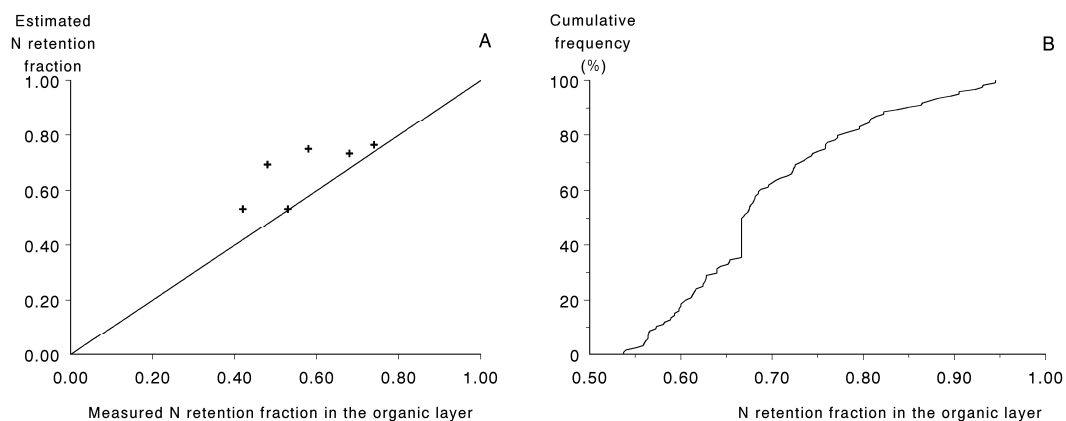 Estimated
N retention
fraction
A
1.00
0.80
0.60
0.40
0.20
0.00
0.00 0.20 0.40 0.60 0.80 1.00
Measured N retention fraction in the organic layer
Cumulative
frequency
(%)
B
100
80
60
40
20
0
0.50 0.60 0.70 0.80 0.90 1.00
N retention fraction in the organic layer